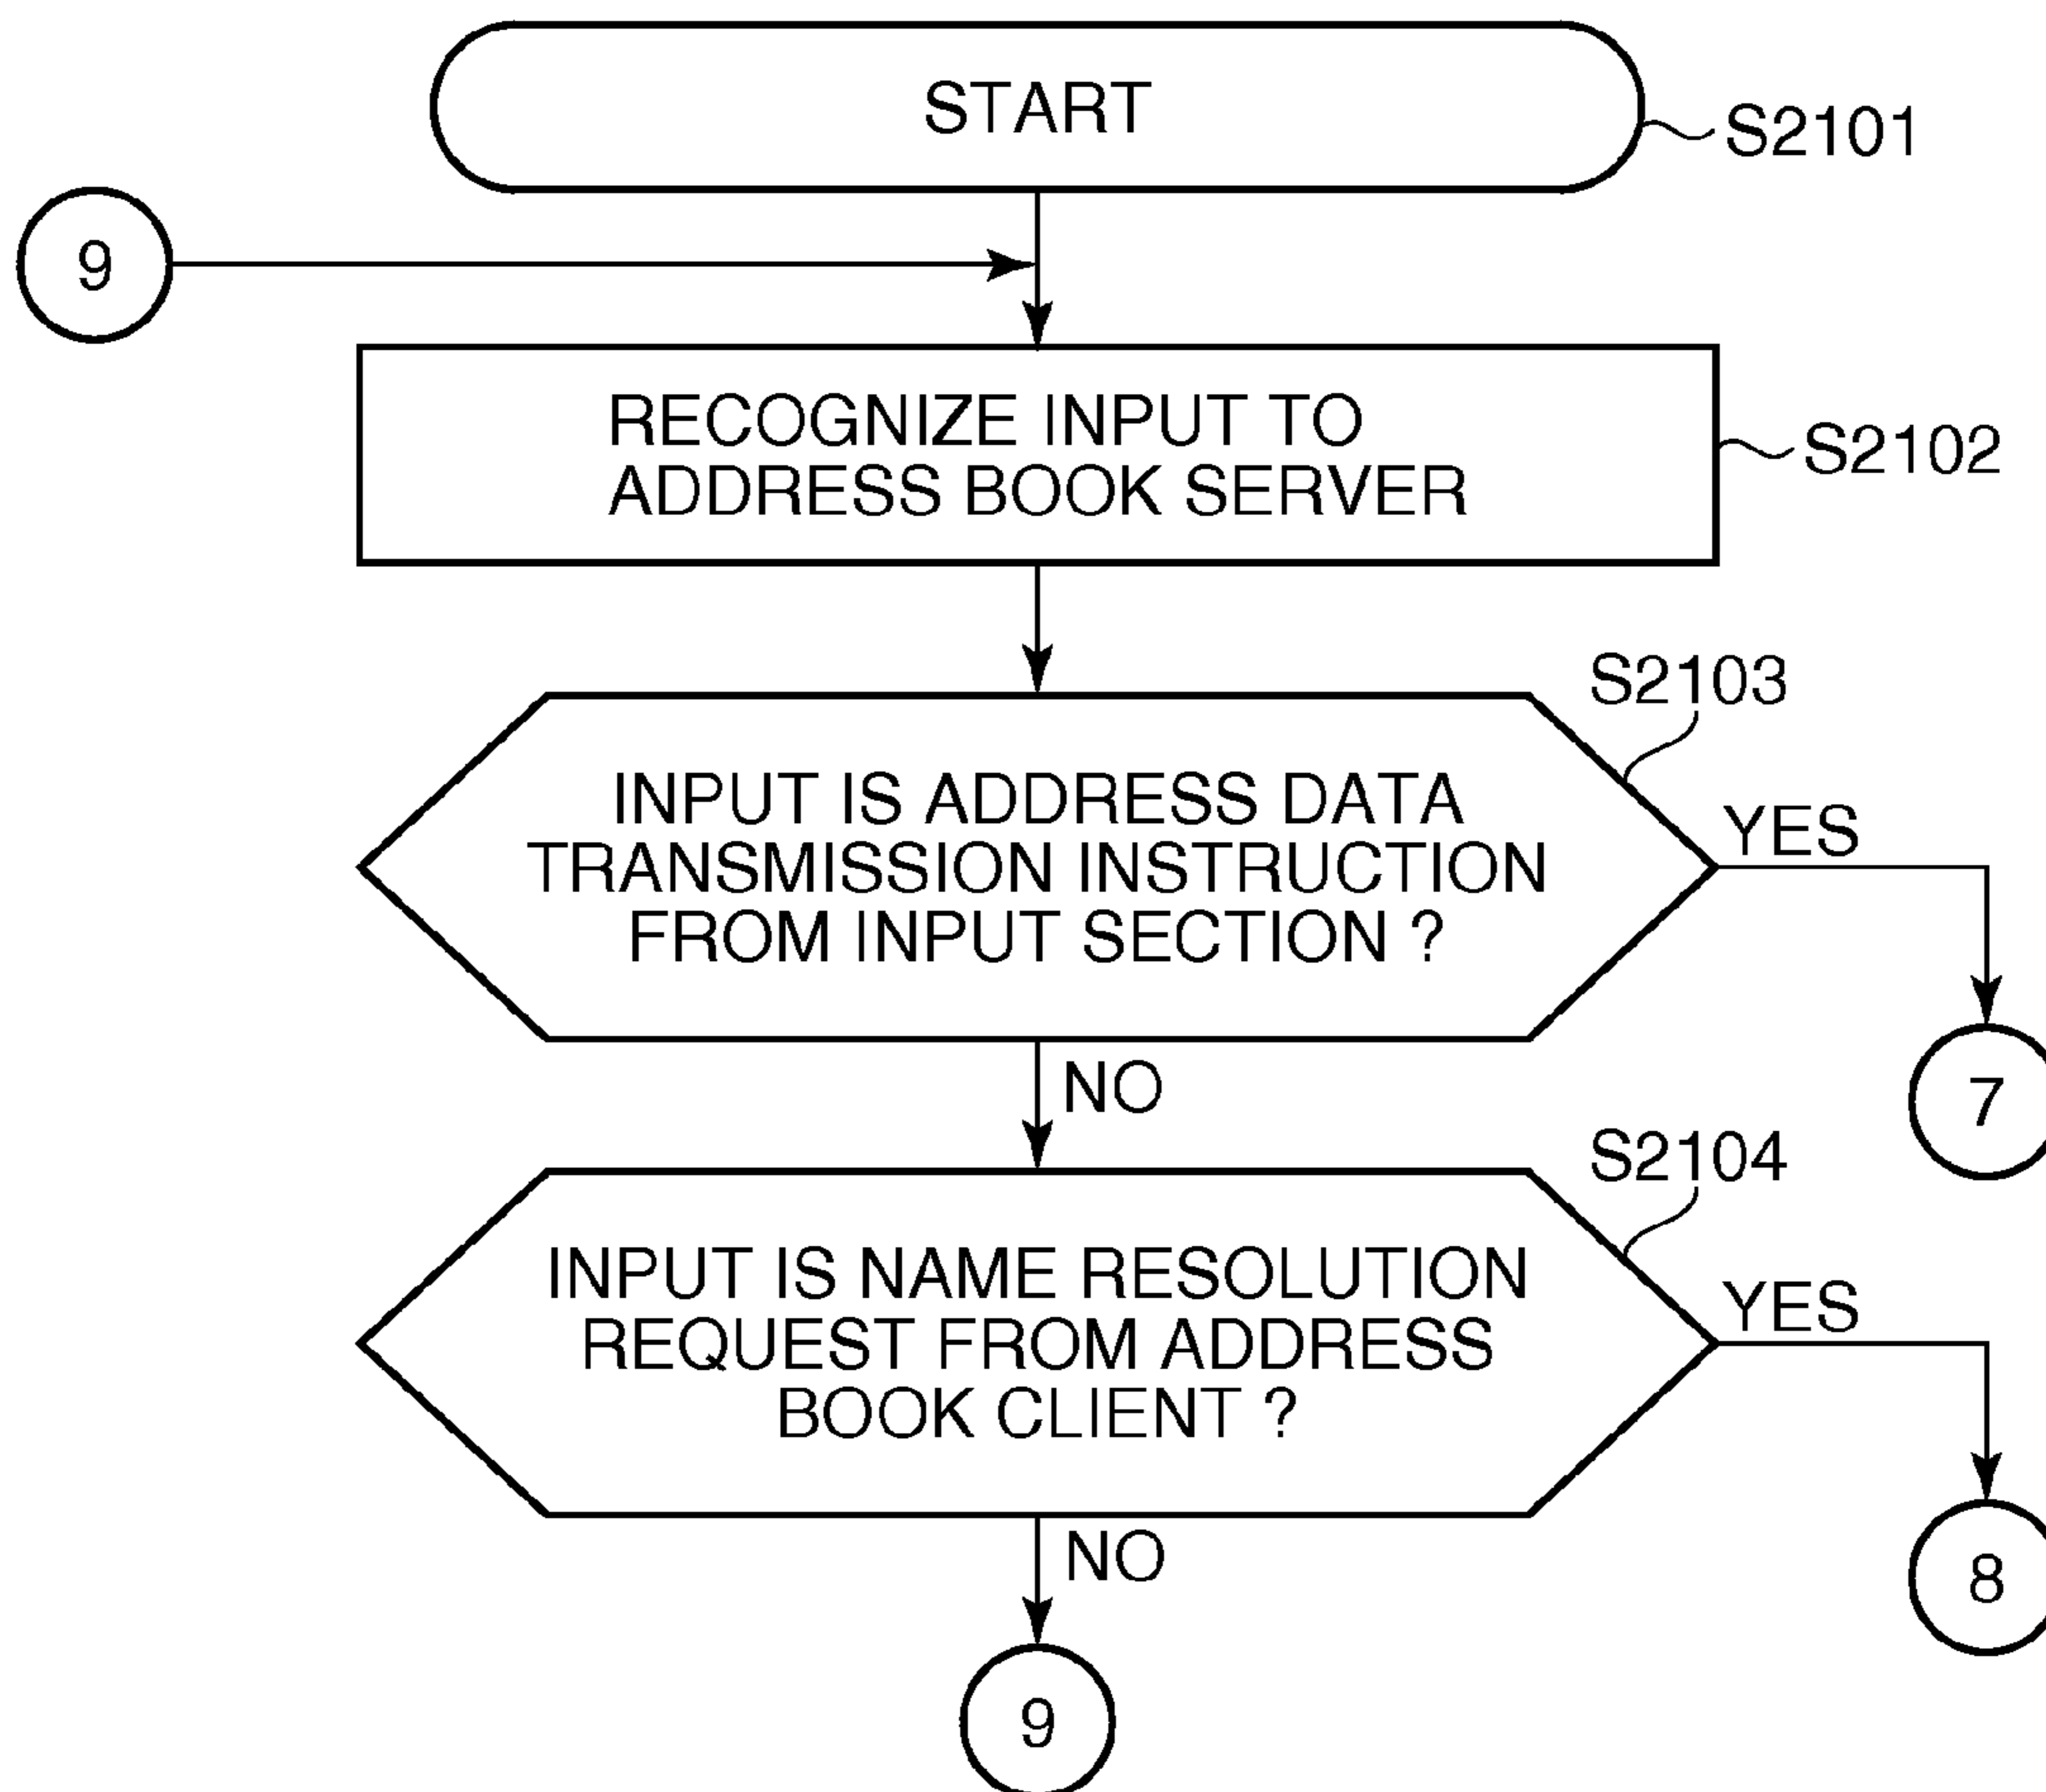 START
S2101
9
RECOGNIZE INPUT TO
ADDRESS BOOK SERVER
S2102
S2103
INPUT IS ADDRESS DATA
TRANSMISSION INSTRUCTION
FROM INPUT SECTION ?
YES
7
NO
S2104
INPUT IS NAME RESOLUTION
REQUEST FROM ADDRESS
BOOK CLIENT ?
YES
8
NO
9